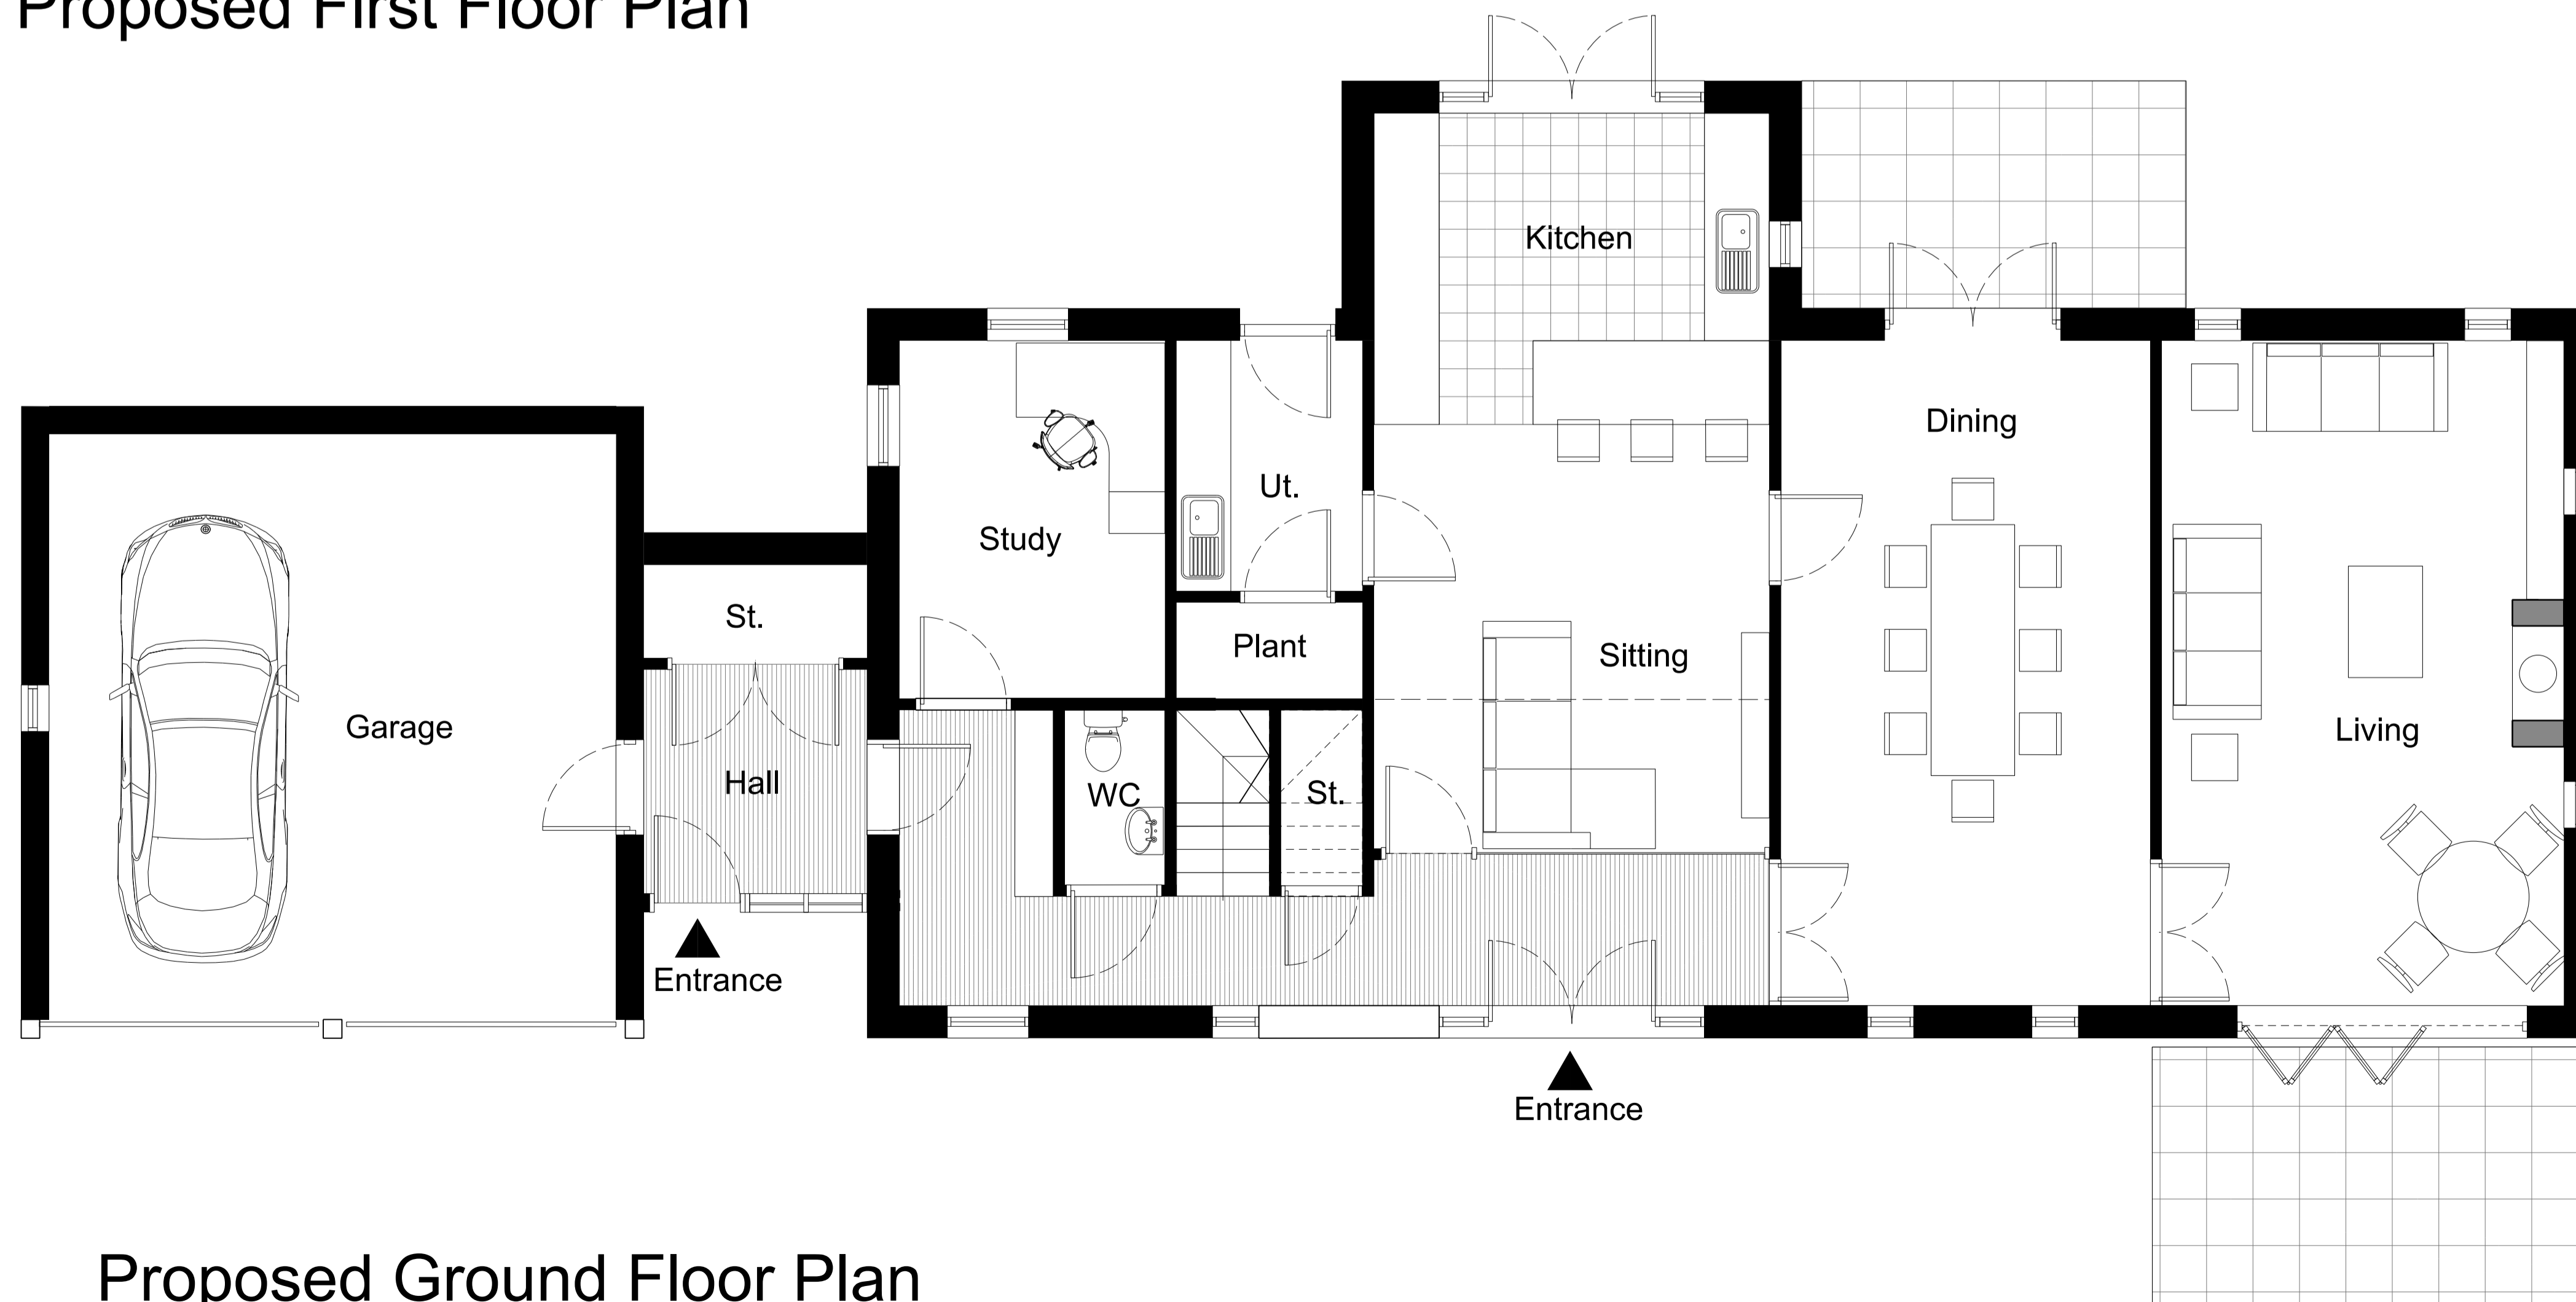 Proposed First Floor Plan
Kitchen
Dining
Ut.
Study
St.
Plant
Sitting
Garage
Living
Hall
WC
St.
Entrance
Entrance
Proposed Ground Floor Plan